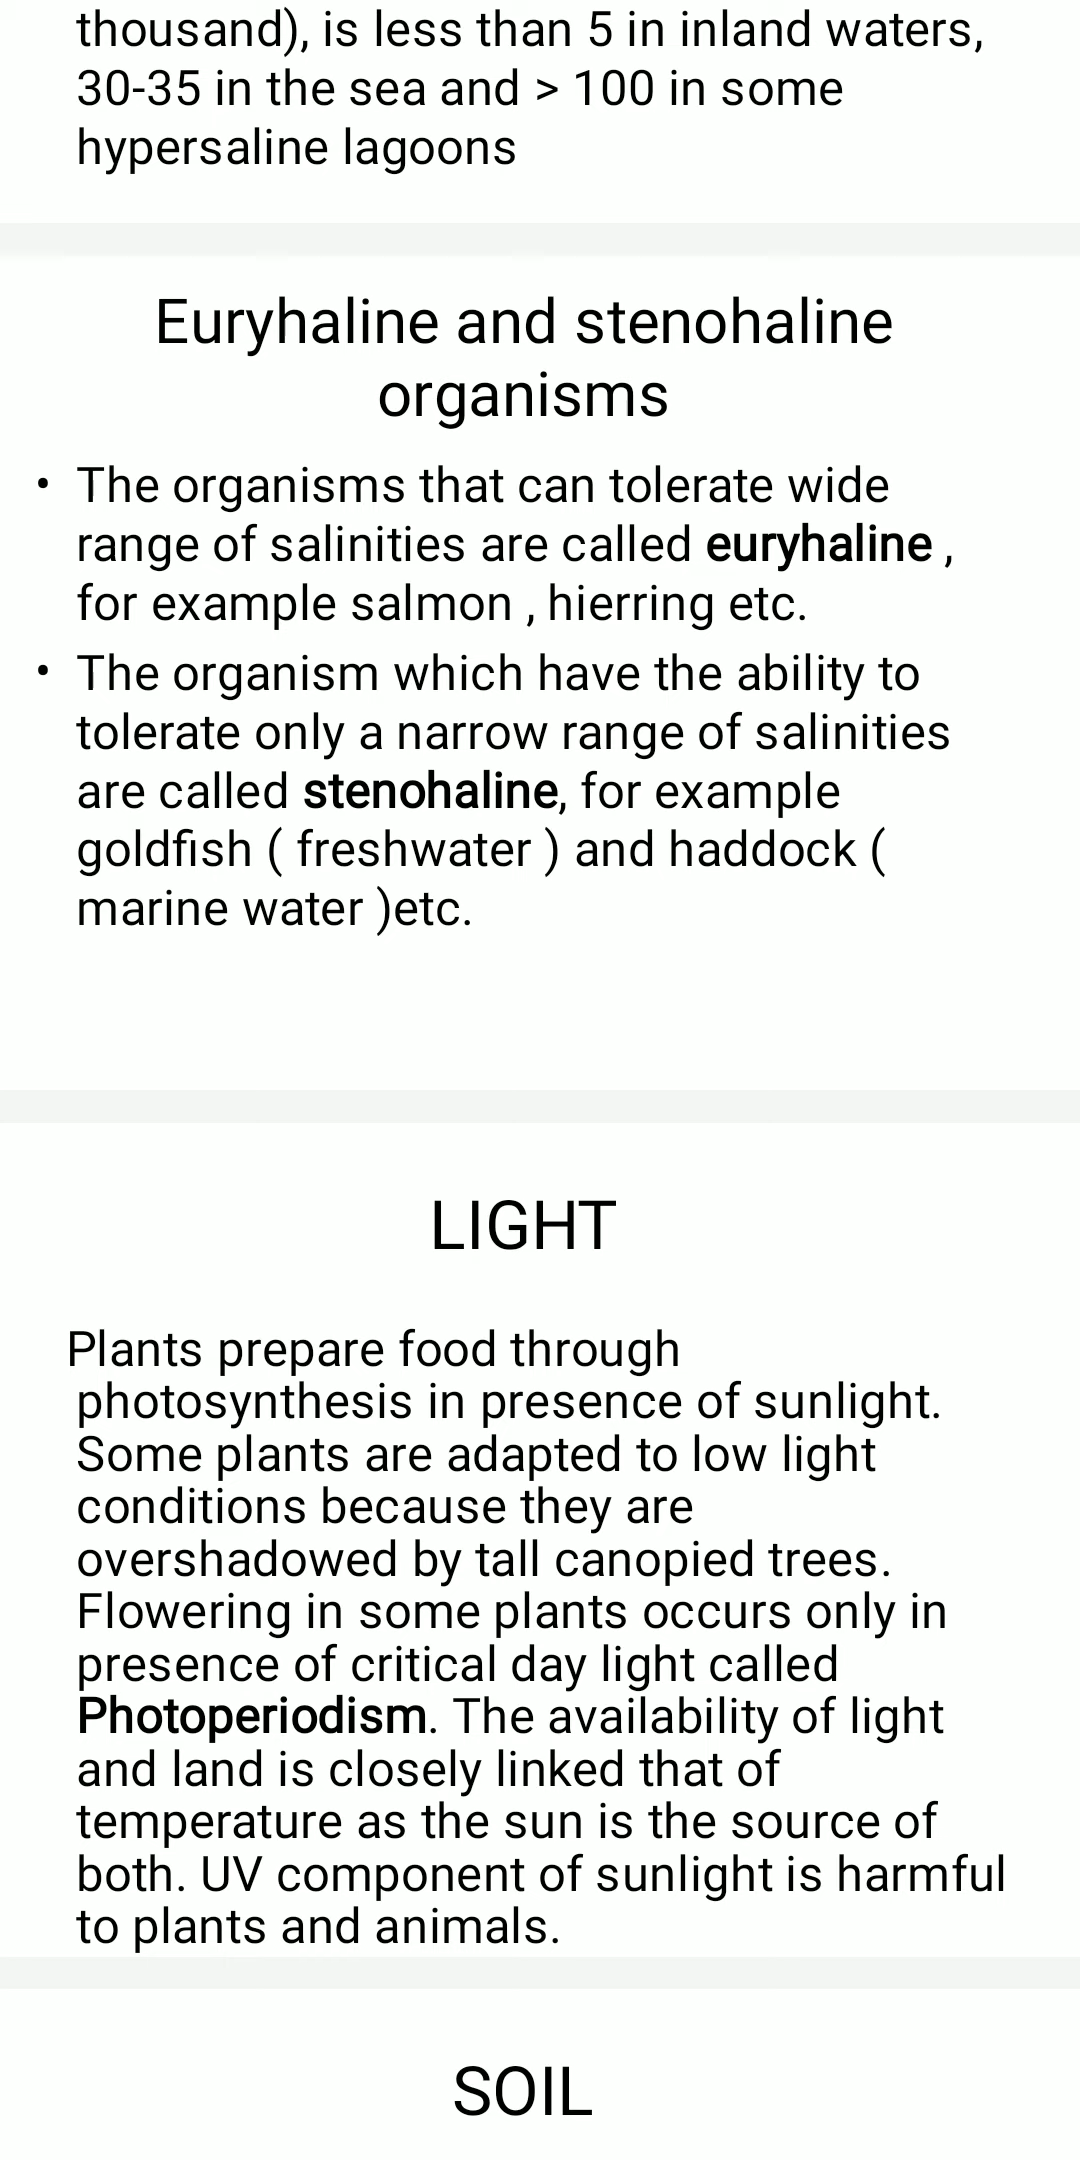 thousand), is less than 5 in inland waters,
30-35 in the sea and > 100 in some
hypersaline lagoons
Euryhaline and stenohaline
organisms
• The organisms that can tolerate wide
range of salinities are called euryhaline ,
for example salmon , hierring etc.
• The organism which have the ability to
tolerate only a narrow range of salinities
are called stenohaline, for example
goldfish ( freshwater ) and haddock (
marine water )etc.
LIGHT
Plants prepare food through
photosynthesis in presence of sunlight.
Some plants are adapted to low light
conditions because they are
overshadowed by tall canopied trees.
Flowering in some plants occurs only in
presence of critical day light called
Photoperiodism. The availability of light
and land is closely linked that of
temperature as the sun is the source of
both. UV component of sunlight is harmful
to plants and animals.
SOIL